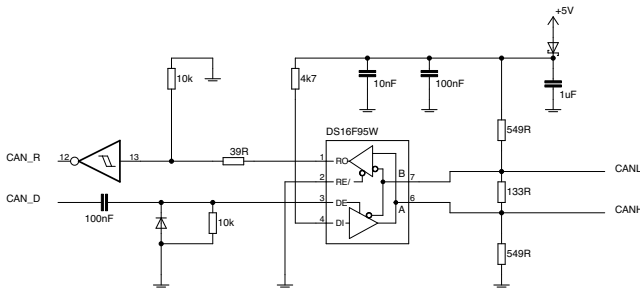 +5V
10k
4k7
10nF
100nF
1uF
DS16F95W
549R
CAN_R
12
13
39R
1
RO
2
RE/
B
7
CANL
133R
CAN_D
100nF
3
DE
A
6
CANH
10k
4
DI
549R